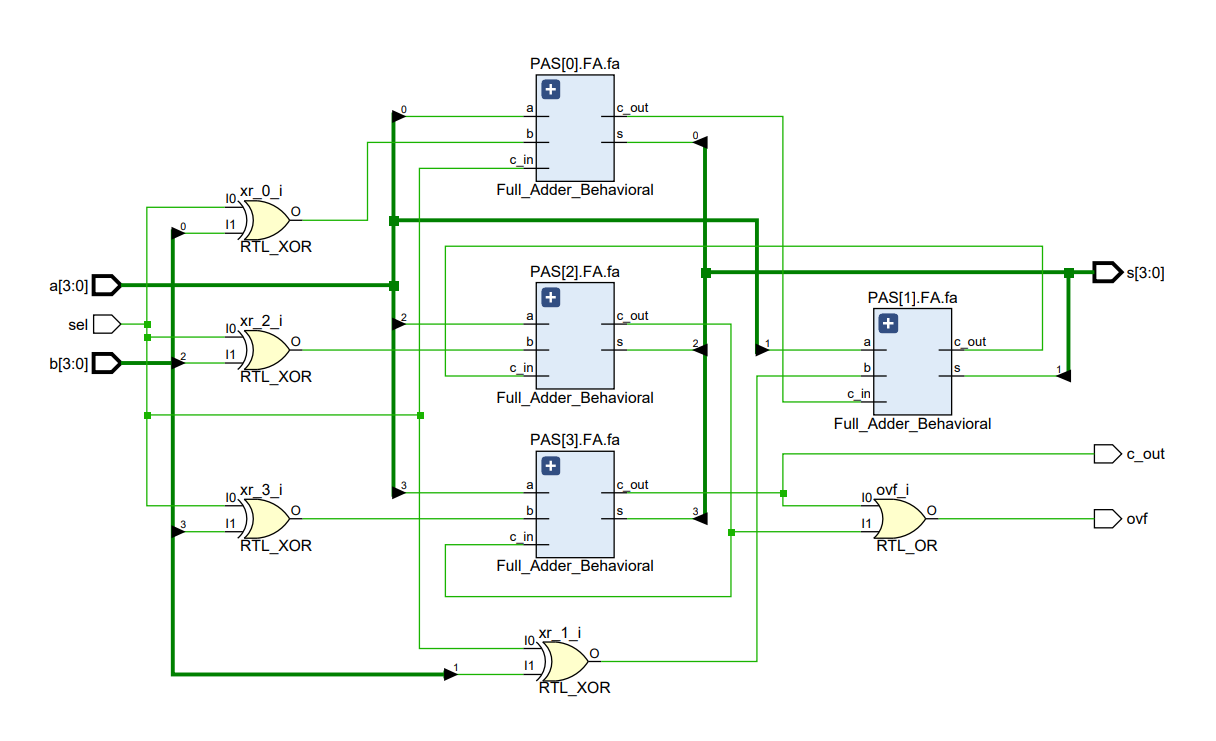 PAS[0].FA.fa
0
a
c_out
b
0
s
c_in
Full_Adder_Behavioral
xr_0_i
I0
O
0
I1
RTL_XOR
PAS[2].FA.fa
a[3:0]
s[3:0]
PAS[1].FA.fa
sel
xr_2_i
2
a
c_out
I0
O
2
I1
b
2
s
1
a
c_out
RTL_XOR
b[3:0]
c_in
b
1
s
Full_Adder_Behavioral
c_in
Full_Adder_Behavioral
PAS[3].FA.fa
c_out
xr_3_i
3
a
c_out
ovf_i
I0
O
I0
O
3
I1
b
3
s
I1
ovf
RTL_XOR
c_in
RTL_OR
Full_Adder_Behavioral
xr_1_i
I0
O
1
I1
RTL_XOR